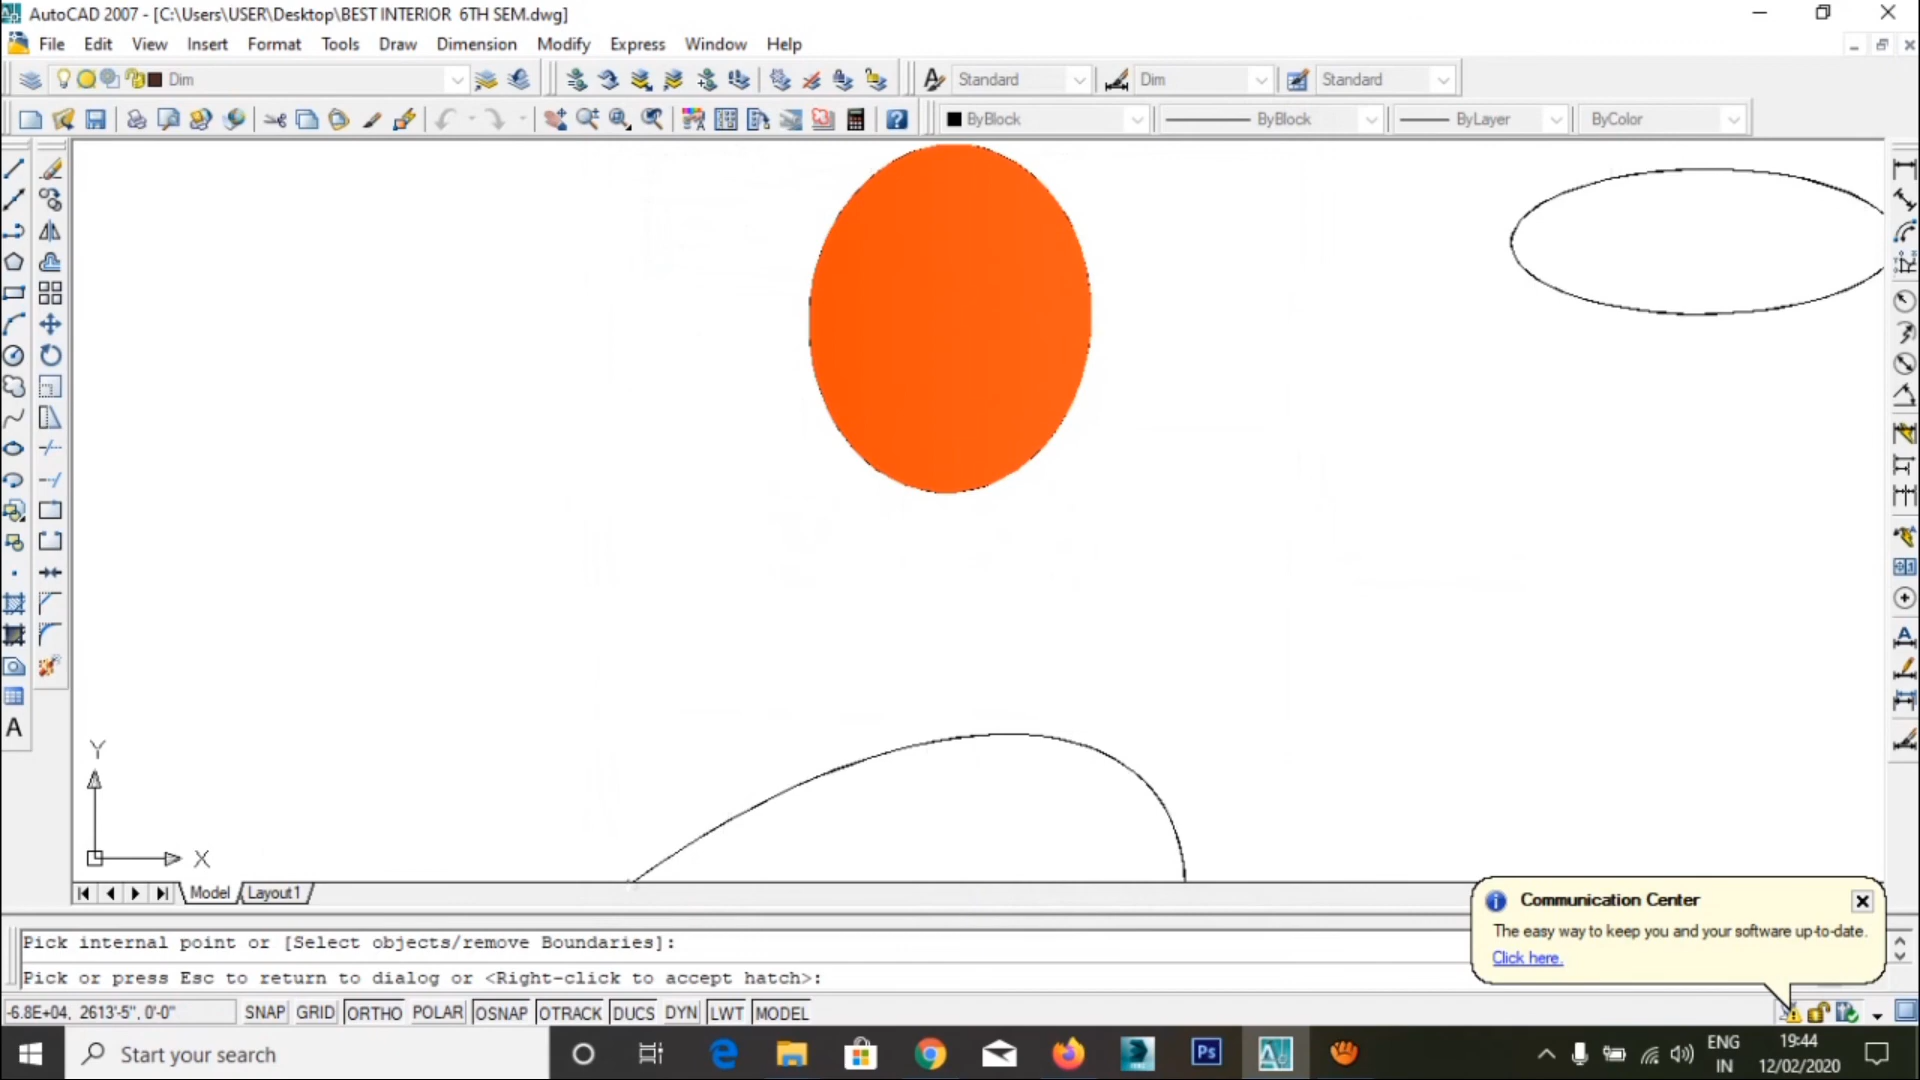 AutoCAD 2007 - [C:\Users\USER\Desktop\BEST INTERIOR  6TH SEM.dwg]
File Edit View Insert Format Tools Draw Dimension Modify Express Window Help
Dim Standard Dim Standard
ByBlock ByBlock ByLayer ByColor
Y
X
A
Model Layout1
Communication Center
The easy way to keep you and your software up-to-date.
Click here.
Pick internal point or [Select objects/remove Boundaries]:
Pick or press Esc to return to dialog or <Right-click to accept hatch>:
-6.8E+04, 2613'-5", 0'-0" SNAP GRID ORTHO POLAR OSNAP OTRACK DUCS DYN LWT MODEL
Start your search
Ps
ENG
IN
19:44
12/02/2020